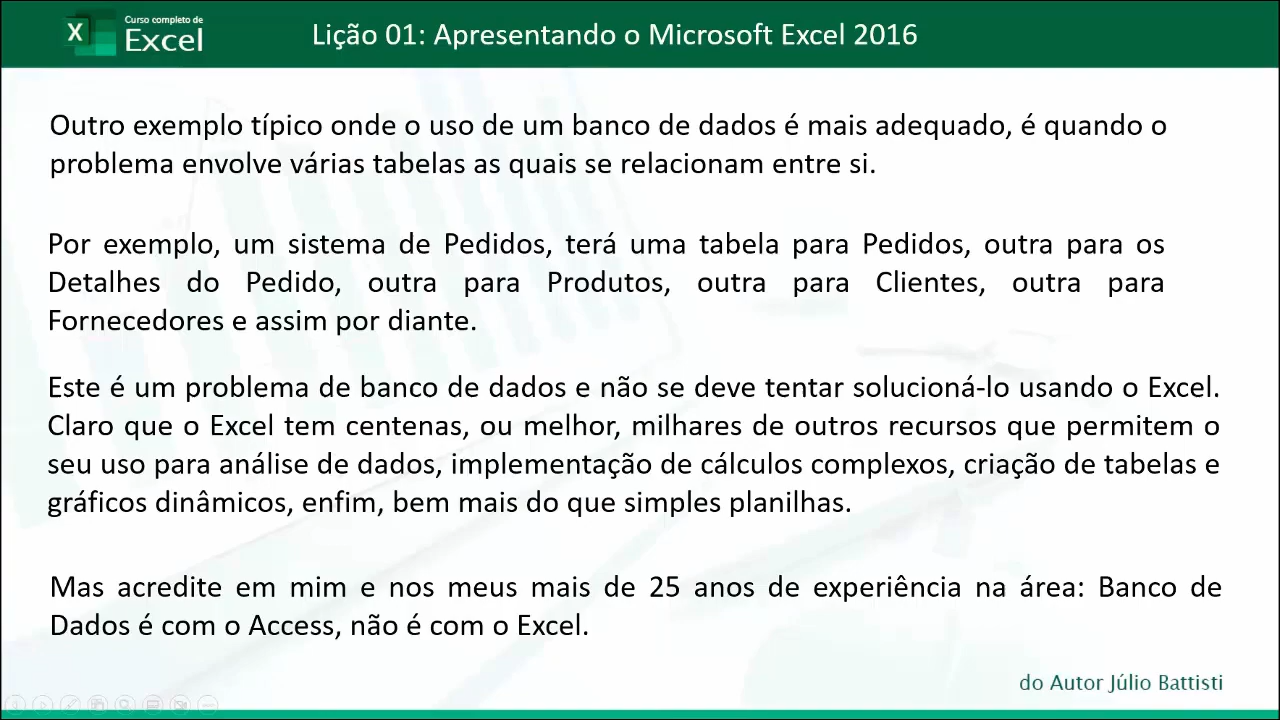 Curso completo de
Excel
Lição 01: Apresentando o Microsoft Excel 2016
Outro exemplo típico onde o uso de um banco de dados é mais adequado, é quando o
problema envolve várias tabelas as quais se relacionam entre si.
Por exemplo, um sistema de Pedidos, terá uma tabela para Pedidos, outra para os
Detalhes do Pedido, outra para Produtos, outra para Clientes, outra para
Fornecedores e assim por diante.
Este é um problema de banco de dados e não se deve tentar solucioná-lo usando o Excel.
Claro que o Excel tem centenas, ou melhor, milhares de outros recursos que permitem o
seu uso para análise de dados, implementação de cálculos complexos, criação de tabelas e
gráficos dinâmicos, enfim, bem mais do que simples planilhas.
Mas acredite em mim e nos meus mais de 25 anos de experiência na área: Banco de
Dados é com o Access, não é com o Excel.
do Autor Júlio Battisti